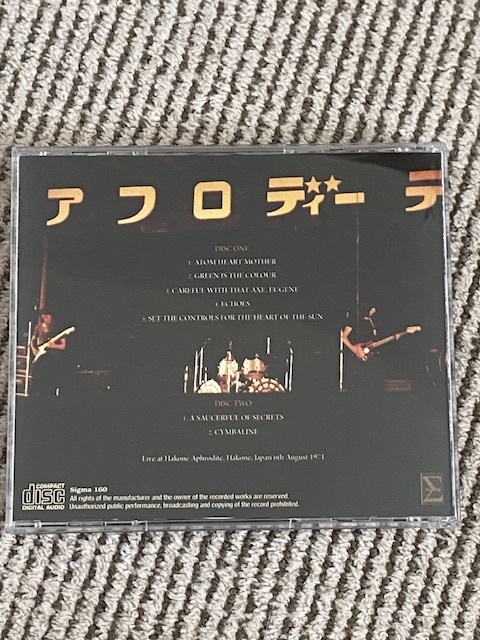 アフロディーテ
DISC ONE
1. ATOM HEART MOTHER
2. GREEN IS THE COLOUR
3. CAREFUL WITH THAT AXE, EUGENE
4. ECHOES
5. SET THE CONTROLS FOR THE HEART OF THE SUN
DISC TWO
1. A SAUCERFUL OF SECRETS
2. CYMBALINE
Live at Hakone Aphrodite, Hakone, Japan 6th August 1971
COMPACT
disc
DIGITAL AUDIO
Sigma 160
All rights of the manufacturer and the owner of the recorded works are reserved.
Unauthorized public performance, broadcasting and copying of the record prohibited.
Σ